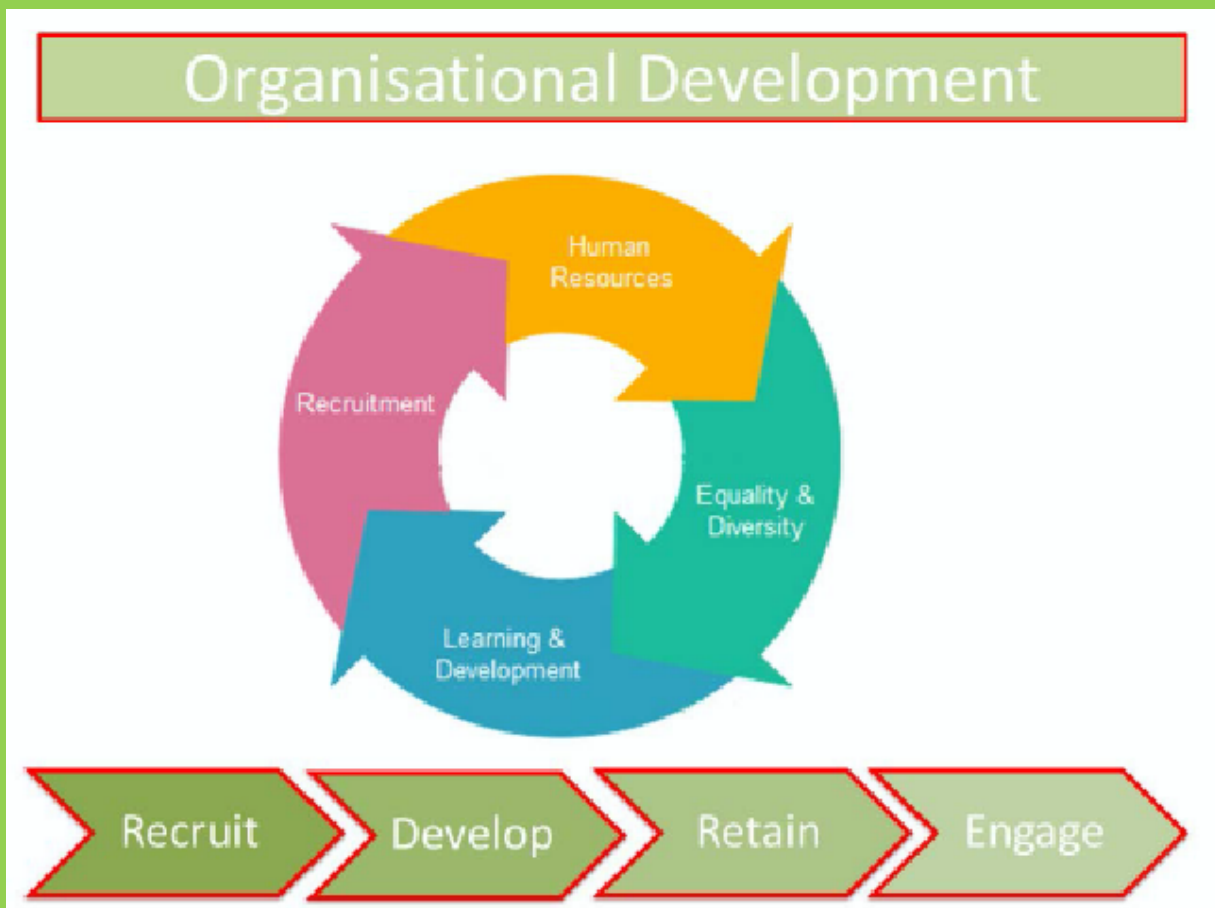 Organisational Development
Human
Resources
Recruitment
Equality &
Diversity
Learning &
Development
Recruit
Develop
Retain
Engage